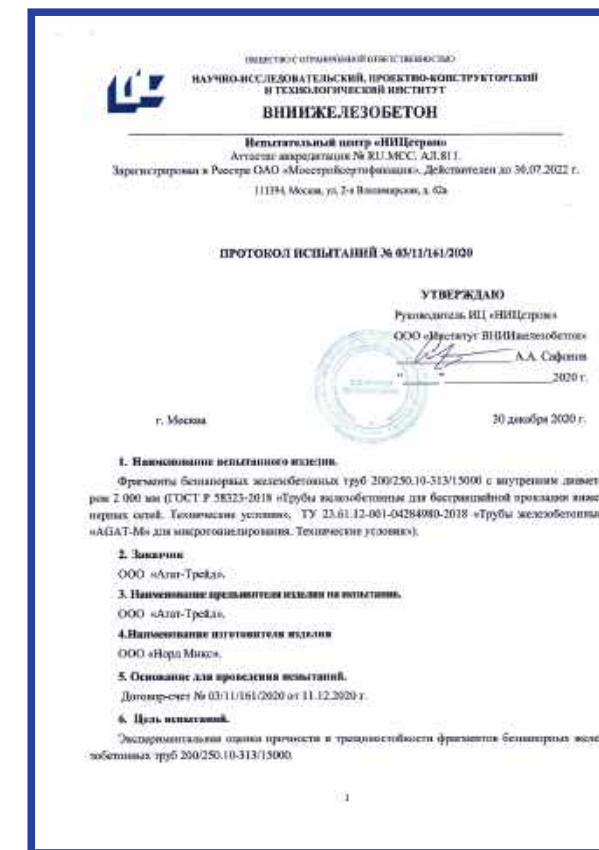 ОБЩЕСТВО С ОГРАНИЧЕННОЙ ОТВЕТСТВЕННОСТЬЮ
НАУЧНО-ИССЛЕДОВАТЕЛЬСКИЙ, ПРОЕКТНО-КОНСТРУКТОРСКИЙ
И ТЕХНОЛОГИЧЕСКИЙ ИНСТИТУТ
ВНИИЖЕЛЕЗОБЕТОН
Испытательный центр «НИЦстром»
Аттестат аккредитации № RU.МСС. АЛ.811.
Зарегистрирован в Реестре ОАО «Мосстройсертификация». Действителен до 30.07.2022 г.
111394, Москва, ул. 2-я Владимирская, д. 62а
ПРОТОКОЛ ИСПЫТАНИЙ № 03/11/161/2020
УТВЕРЖДАЮ
Руководитель ИЦ «НИЦстром»
ООО «Институт ВНИИжелезобетон»
А.А. Сафонов
"____"____2020 г.
г. Москва 30 декабря 2020 г.
1. Наименование испытанного изделия.
Фрагменты безнапорных железобетонных труб 200/250.10-313/15000 с внутренним диамет
ром 2 000 мм (ГОСТ Р 58323-2018 «Трубы железобетонные для бестраншейной прокладки инже
нерных сетей. Технические условия», ТУ 23.61.12-001-04284980-2018 «Трубы железобетонные
«AGAT-M» для микротоннелирования. Технические условия»).
2. Заказчик
ООО «Агат-Трейд».
3. Наименование предъявителя изделия на испытание.
ООО «Агат-Трейд».
4.Наименование изготовителя изделия
ООО «Норд Микс».
5. Основание для проведения испытаний.
Договор-счет № 03/11/161/2020 от 11.12.2020 г.
6. Цель испытаний.
Экспериментальная оценка прочности и трещиностойкости фрагментов безнапорных желе
зобетонных труб 200/250.10-313/15000.
1